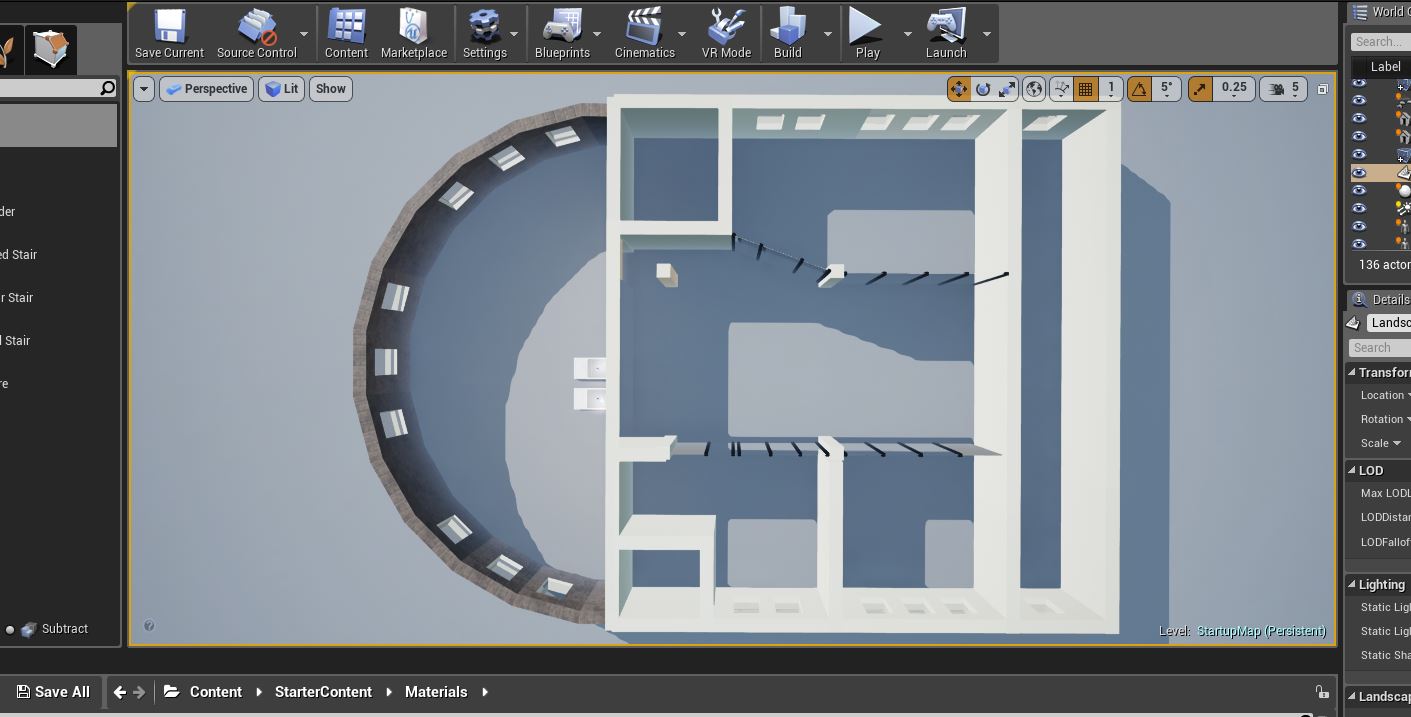 World O
Save Current Source Control Content Marketplace Settings Blueprints Cinematics VR Mode Build Play Launch
Search...
Label
Perspective Lit Show 1 5° 0.25 5
der
ed Stair
r Stair
l Stair
re
136 actor
Details
Landsc
Search
Transfor
Location
Rotation
Scale
LOD
Max LODL
LODDistan
LODFallof
Lighting
Static Ligh
Static Ligh
Static Sha
Landscap
Subtract
Level: StartupMap (Persistent)
Save All Content StarterContent Materials